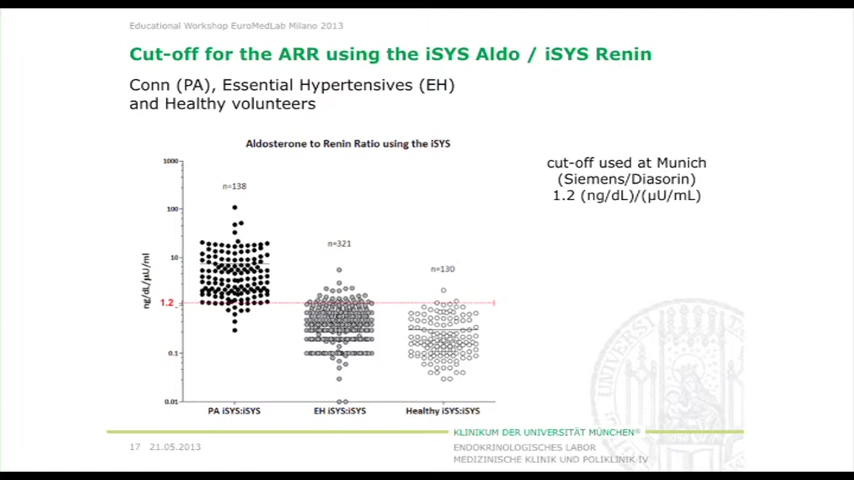 Educational Workshop EuroMedLab Milano 2013
Cut-off for the ARR using the iSYS Aldo / iSYS Renin
Conn (PA), Essential Hypertensives (EH)
and Healthy volunteers
Aldosterone to Renin Ratio using the iSYS
cut-off used at Munich
(Siemens/Diasorin)
1.2 (ng/dL)/(µU/mL)
ng/dL/µU/ml
1000
100
10
1.2
0.1
0.01
n=138
n=321
n=130
PA iSYS:iSYS
EH iSYS:iSYS
Healthy iSYS:iSYS
KLINIKUM DER UNIVERSITÄT MÜNCHEN®
17 21.05.2013
ENDOKRINOLOGISCHES LABOR
MEDIZINISCHE KLINIK UND POLIKLINIK IV